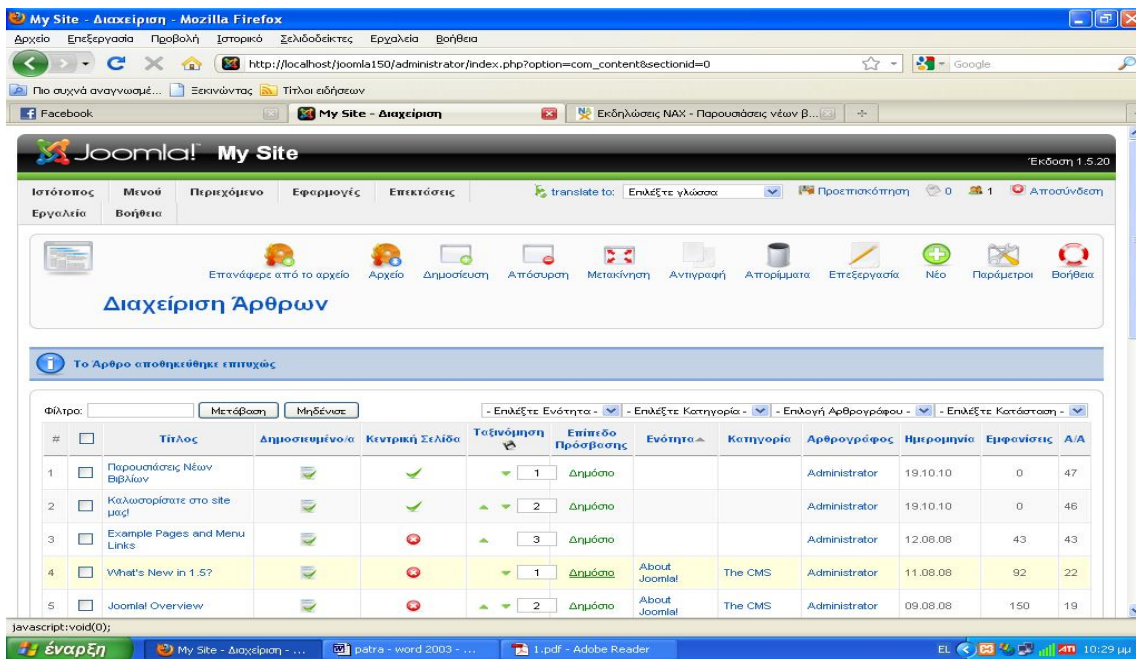 My Site - Διαχείριση - Mozilla Firefox
Αρχείο Επεξεργασία Προβολή Ιστορικό Σελιδοδείκτες Εργαλεία Βοήθεια
http://localhost/joomla150/administrator/index.php?option=com_content&sectionid=0 Google
Πιο συχνά αναγνωσμέ... Ξεκινώντας Τίτλοι ειδήσεων
Facebook My Site - Διαχείριση Εκδηλώσεις ΝΑΧ - Παρουσιάσεις νέων β...
Joomla! My Site
Έκδοση 1.5.20
Ιστότοπος Μενού Περιεχόμενο Εφαρμογές Επεκτάσεις translate to: Επιλέξτε γλώσσα Προεπισκόπηση 0 1 Αποσύνδεση
Εργαλεία Βοήθεια
Επανάφερε από το αρχείο Αρχείο Δημοσίευση Απόσυρση Μετακίνηση Αντιγραφή Απορίμματα Επεξεργασία Νέο Παράμετροι Βοήθεια
Διαχείριση Άρθρων
Το Άρθρο αποθηκεύθηκε επιτυχώς
Φίλτρο: Μετάβαση Μηδένισε - Επιλέξτε Ενότητα - - Επιλέξτε Κατηγορία - - Επιλογή Αρθρογράφου - - Επιλέξτε Κατάσταση -
# Τίτλος Δημοσιευμένο/α Κεντρική Σελίδα Ταξινόμηση Επίπεδο Πρόσβασης Ενότητα Κατηγορία Αρθρογράφος Ημερομηνία Εμφανίσεις Α/Α
1 Παρουσιάσεις Νέων Βιβλίων 1 Δημόσιο Administrator 19.10.10 0 47
2 Καλωσορίσατε στο site μας! 2 Δημόσιο Administrator 19.10.10 0 46
3 Example Pages and Menu Links 3 Δημόσιο Administrator 12.08.08 43 43
4 What's New in 1.5? 1 Δημόσιο About Joomla! The CMS Administrator 11.08.08 92 22
5 Joomla! Overview 2 Δημόσιο About Joomla! The CMS Administrator 09.08.08 150 19
javascript:void(0);
έναρξη My Site - Διαχείριση - ... patra - word 2003 - ... 1.pdf - Adobe Reader EL 10:29 μμ